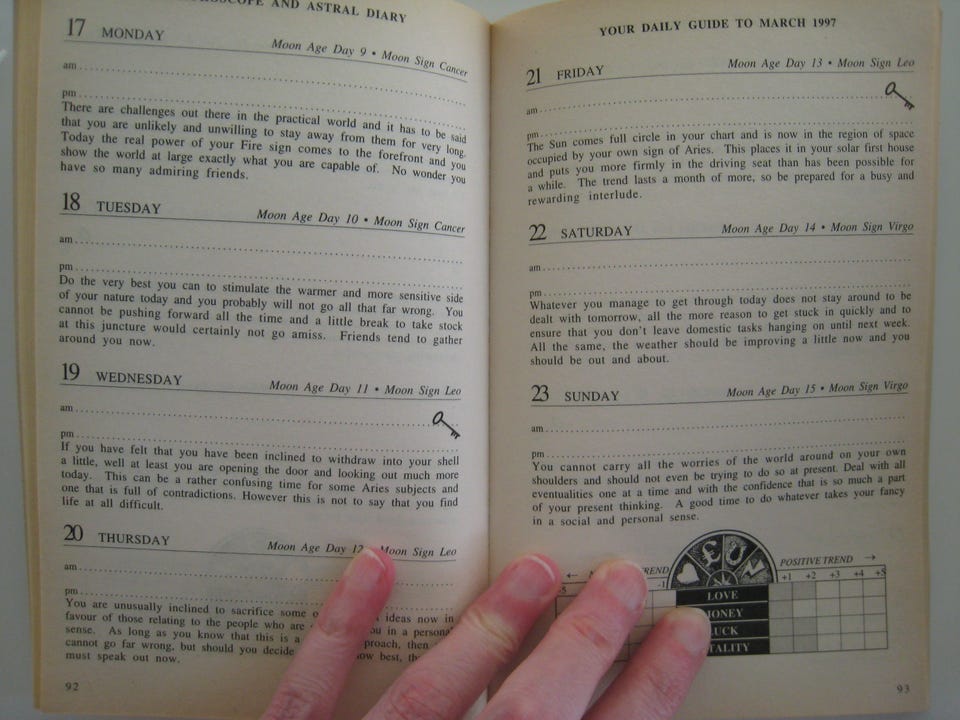 AND ASTRAL DIARY
17 MONDAY
Moon Age Day 9 • Moon Sign Cancer
am
pm
There are challenges out there in the practical world and it has to be said
that you are unlikely and unwilling to stay away from them for very long.
Today the real power of your Fire sign comes to the forefront and you
show the world at large exactly what you are capable of. No wonder you
have so many admiring friends.
18 TUESDAY
Moon Age Day 10 • Moon Sign Cancer
am
pm
Do the very best you can to stimulate the warmer and more sensitive side
of your nature today and you probably will not go all that far wrong. You
cannot be pushing forward all the time and a little break to take stock
at this juncture would certainly not go amiss. Friends tend to gather
around you now.
19 WEDNESDAY
Moon Age Day 11 • Moon Sign Leo
am
pm
If you have felt that you have been inclined to withdraw into your shell
a little, well at least you are opening the door and looking out much more
today. This can be a rather confusing time for some Aries subjects and
one that is full of contradictions. However this is not to say that you find
life at all difficult.
20 THURSDAY
Moon Age Day 12 Moon Sign Leo
am
pm
You are unusually inclined to sacrifice some ideas now in
favour of those relating to the people who are in a personal
sense. As long as you know that this is a then
cannot go far wrong, but should you decide best,
must speak out now.
92
YOUR DAILY GUIDE TO MARCH 1997
21 FRIDAY
Moon Age Day 13 • Moon Sign Leo
am
pm
The Sun comes full circle in your chart and is now in the region of space
occupied by your own sign of Aries. This places it in your solar first house
and puts you more firmly in the driving seat than has been possible for
a while. The trend lasts a month of more, so be prepared for a busy and
rewarding interlude.
22 SATURDAY
Moon Age Day 14 • Moon Sign Virgo
am
pm
Whatever you manage to get through today does not stay around to be
dealt with tomorrow, all the more reason to get stuck in quickly and to
ensure that you don't leave domestic tasks hanging on until next week.
All the same, the weather should be improving a little now and you
should be out and about.
23 SUNDAY
Moon Age Day 15 • Moon Sign Virgo
am
pm
You cannot carry all the worries of the world around on your own
shoulders and should not even be trying to do so at present. Deal with all
eventualities one at a time and with the confidence that is so much a part
of your present thinking. A good time to do whatever takes your fancy
in a social and personal sense.
← TREND
POSITIVE TREND →
-5 -1
+1 +2 +3 +4 +5
LOVE
MONEY
LUCK
93